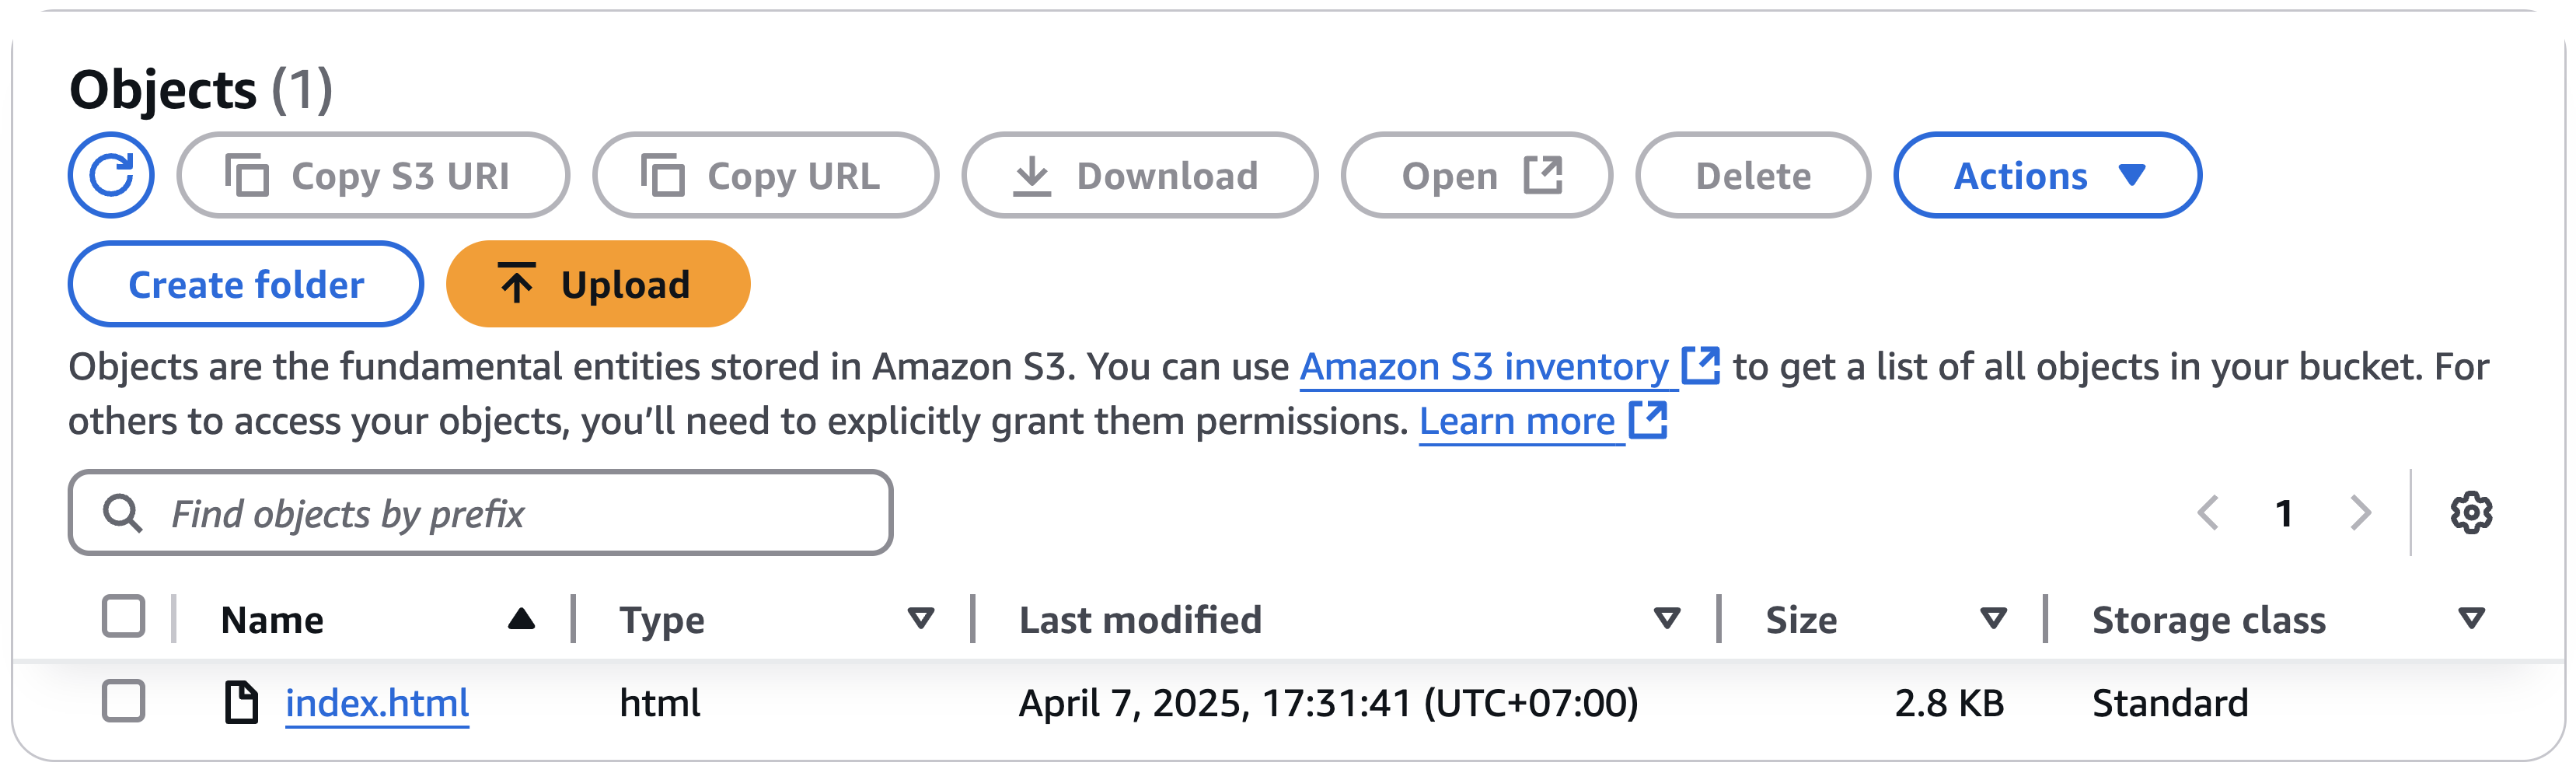 Objects (1)
Copy S3 URI Copy URL Download Open Delete Actions
Create folder Upload
Objects are the fundamental entities stored in Amazon S3. You can use Amazon S3 inventory to get a list of all objects in your bucket. For
others to access your objects, you’ll need to explicitly grant them permissions. Learn more
Find objects by prefix 1
Name Type Last modified Size Storage class
index.html html April 7, 2025, 17:31:41 (UTC+07:00) 2.8 KB Standard